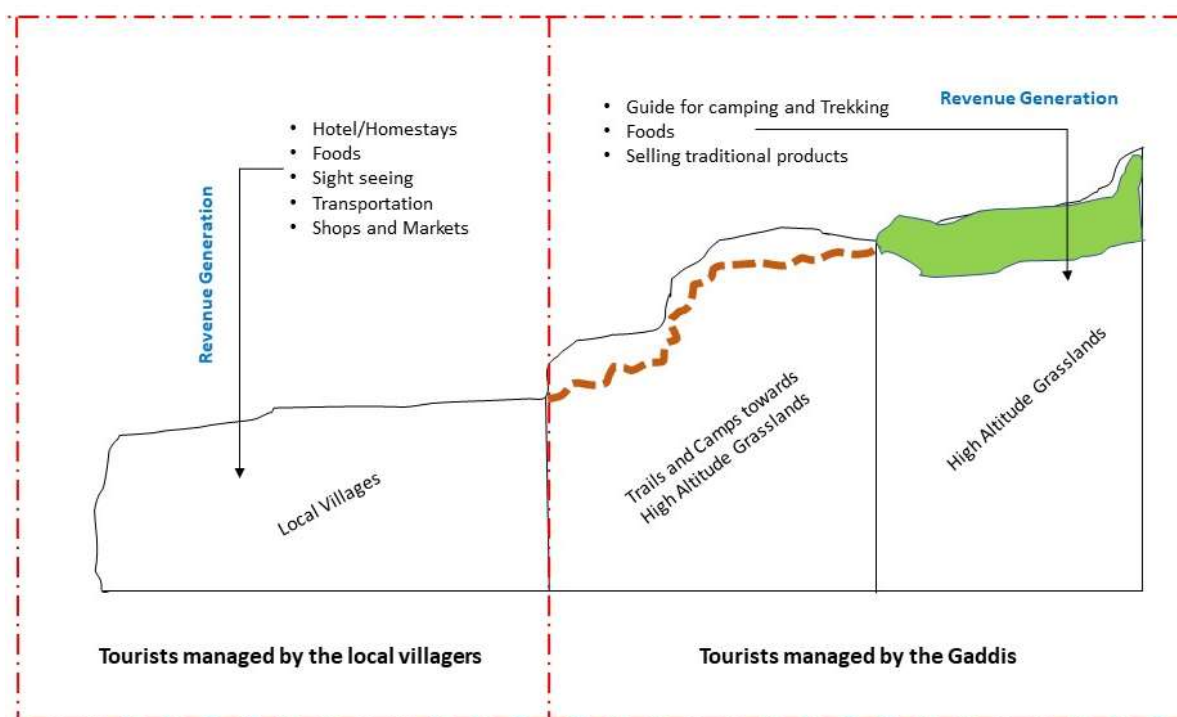 Revenue Generation
• Hotel/Homestays
• Foods
• Sight seeing
• Transportation
• Shops and Markets
Local Villages
Tourists managed by the local villagers
• Guide for camping and Trekking
• Foods
• Selling traditional products
Revenue Generation
Trails and Camps towards
High Altitude Grasslands
High Altitude Grasslands
Tourists managed by the Gaddis